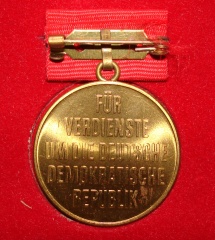 FÜR
VERDIENSTE
UM DIE DEUTSCHE
DEMOKRATISCHE
REPUBLIK